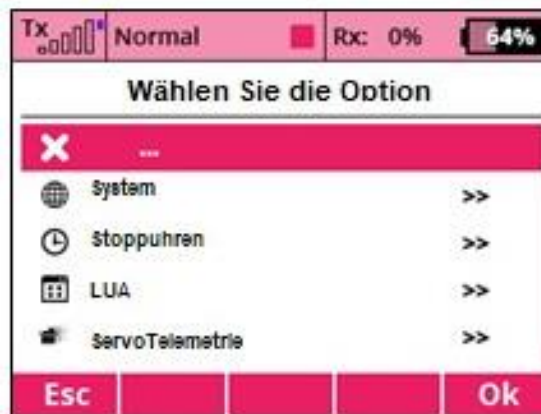 Tx Normal Rx: 0% 64%
Wählen Sie die Option
...
System >>
Stoppuhren >>
LUA >>
ServoTelemetrie >>
Esc Ok